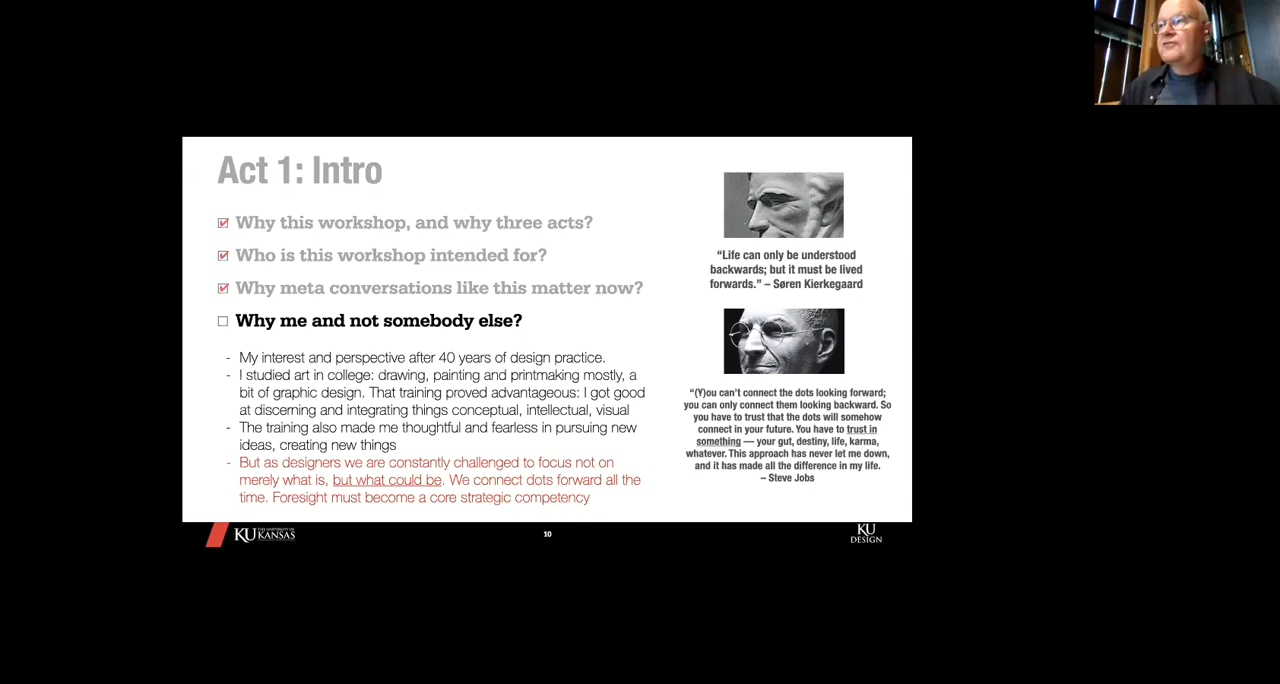 Act 1: Intro
Why this workshop, and why three acts?
Who is this workshop intended for?
Why meta conversations like this matter now?
Why me and not somebody else?
- My interest and perspective after 40 years of design practice.
- I studied art in college: drawing, painting and printmaking mostly, a
bit of graphic design. That training proved advantageous: I got good
at discerning and integrating things conceptual, intellectual, visual
- The training also made me thoughtful and fearless in pursuing new
ideas, creating new things
- But as designers we are constantly challenged to focus not on
merely what is, but what could be. We connect dots forward all the
time. Foresight must become a core strategic competency
“Life can only be understood
backwards; but it must be lived
forwards.” – Søren Kierkegaard
“(Y)ou can’t connect the dots looking forward;
you can only connect them looking backward. So
you have to trust that the dots will somehow
connect in your future. You have to trust in
something — your gut, destiny, life, karma,
whatever. This approach has never let me down,
and it has made all the difference in my life.
– Steve Jobs
KU THE UNIVERSITY OF
KANSAS
10
KU
DESIGN